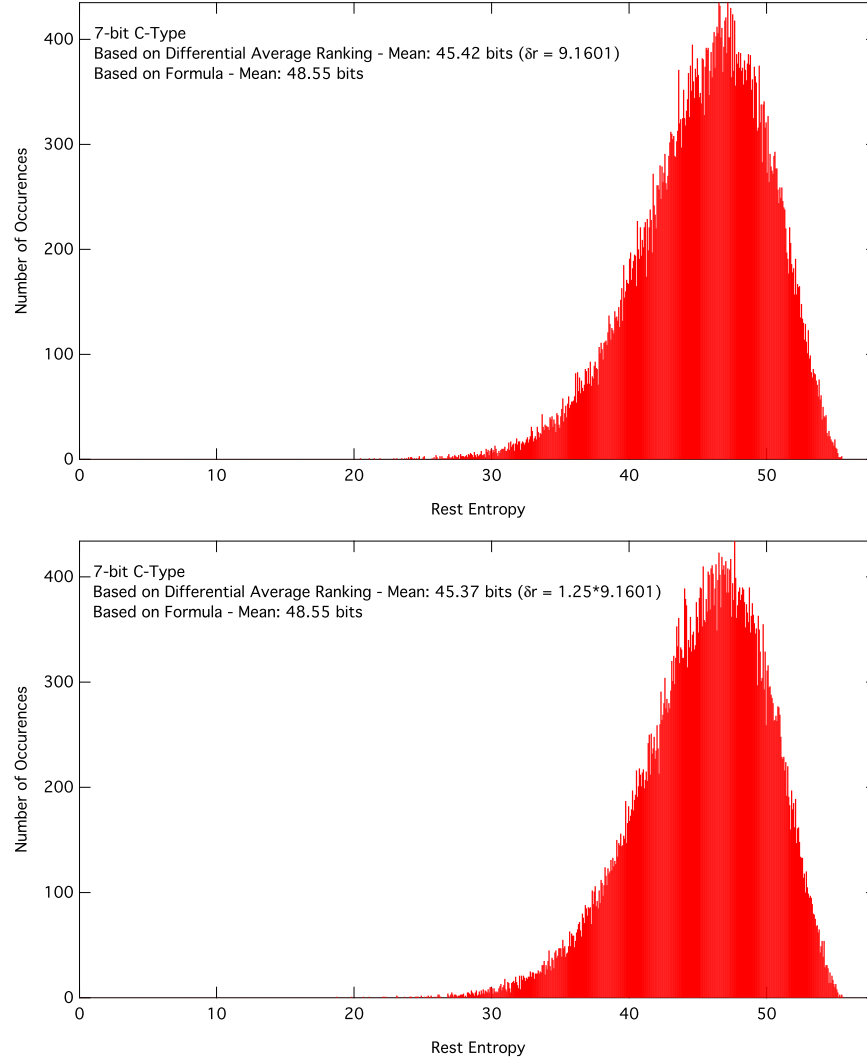 7-bit C-Type
Based on Differential Average Ranking - Mean: 45.42 bits (δr = 9.1601)
Based on Formula - Mean: 48.55 bits
400
300
200
100
0
Number of Occurences
0 10 20 30 40 50
Rest Entropy
7-bit C-Type
Based on Differential Average Ranking - Mean: 45.37 bits (δr = 1.25*9.1601)
Based on Formula - Mean: 48.55 bits
400
300
200
100
0
Number of Occurences
0 10 20 30 40 50
Rest Entropy